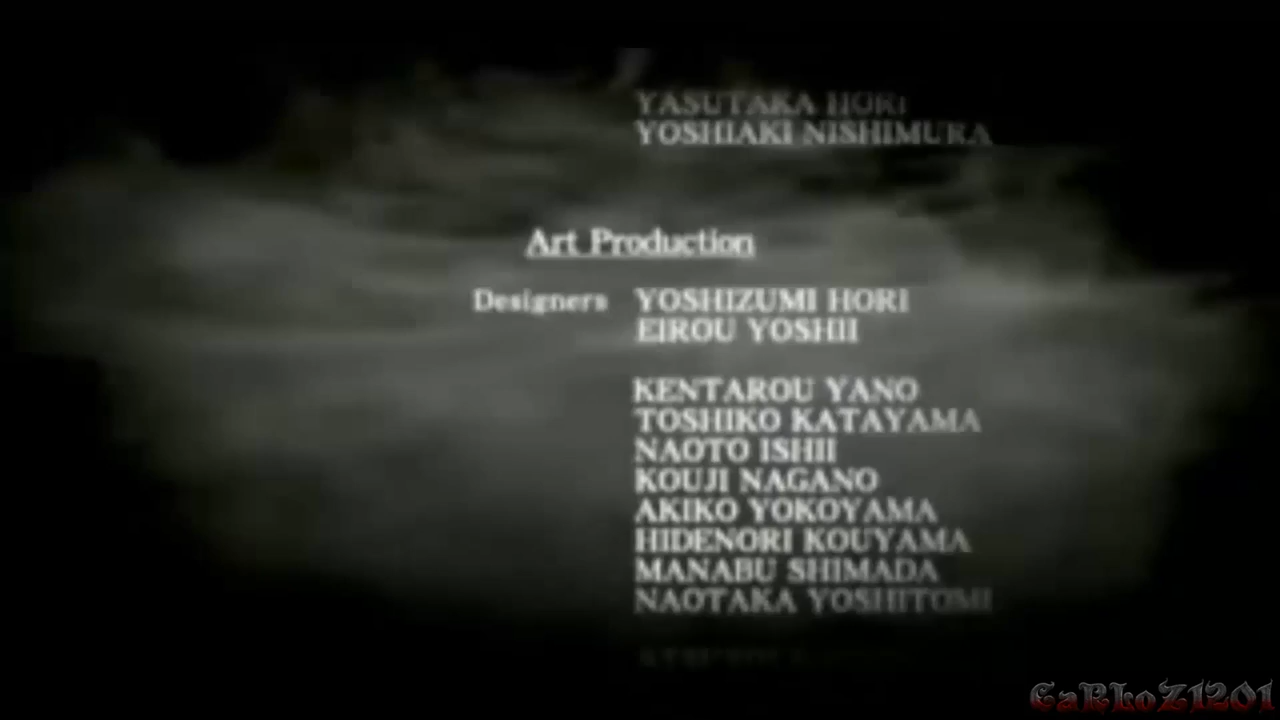 YASUTAKA HORI
YOSHIAKI NISHIMURA
Art Production
Designers YOSHIZUMI HORI
EIROU YOSHII
KENTAROU YANO
TOSHIKO KATAYAMA
NAOTO ISHII
KOUJI NAGANO
AKIKO YOKOYAMA
HIDENORI KOUYAMA
MANABU SHIMADA
NAOTAKA YOSHITOMI
CaRLoZ1201